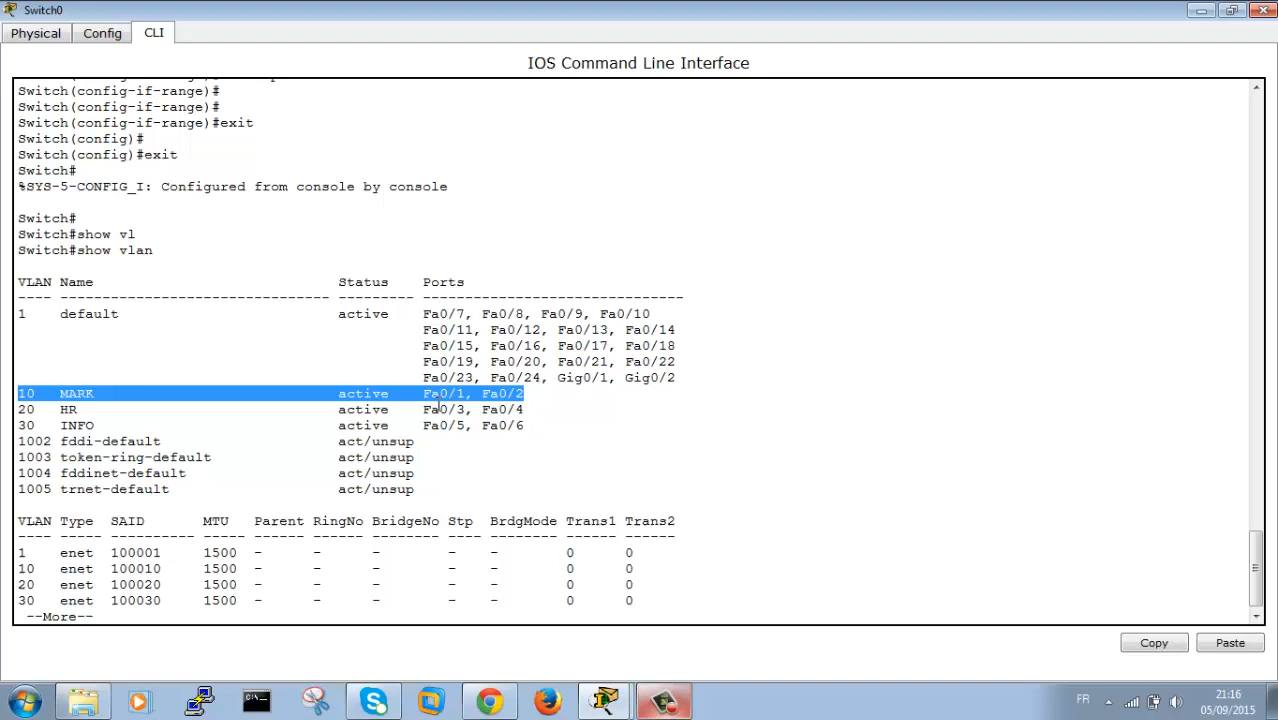 Switch0
Physical Config CLI
IOS Command Line Interface
Switch(config-if-range)#
Switch(config-if-range)#
Switch(config-if-range)#exit
Switch(config)#
Switch(config)#exit
Switch#
%SYS-5-CONFIG_I: Configured from console by console
Switch#
Switch#show vl
Switch#show vlan
VLAN Name Status Ports
---- -------------------------------- --------- -------------------------------
1 default active Fa0/7, Fa0/8, Fa0/9, Fa0/10
Fa0/11, Fa0/12, Fa0/13, Fa0/14
Fa0/15, Fa0/16, Fa0/17, Fa0/18
Fa0/19, Fa0/20, Fa0/21, Fa0/22
Fa0/23, Fa0/24, Gig0/1, Gig0/2
10 MARK active Fa0/1, Fa0/2
20 HR active Fa0/3, Fa0/4
30 INFO active Fa0/5, Fa0/6
1002 fddi-default act/unsup
1003 token-ring-default act/unsup
1004 fddinet-default act/unsup
1005 trnet-default act/unsup
VLAN Type SAID MTU Parent RingNo BridgeNo Stp BrdgMode Trans1 Trans2
---- ----- ---------- ----- ------ ------ -------- ---- -------- ------ ------
1 enet 100001 1500 - - - - - 0 0
10 enet 100010 1500 - - - - - 0 0
20 enet 100020 1500 - - - - - 0 0
30 enet 100030 1500 - - - - - 0 0
--More--
Copy Paste
FR
21:16
05/09/2015